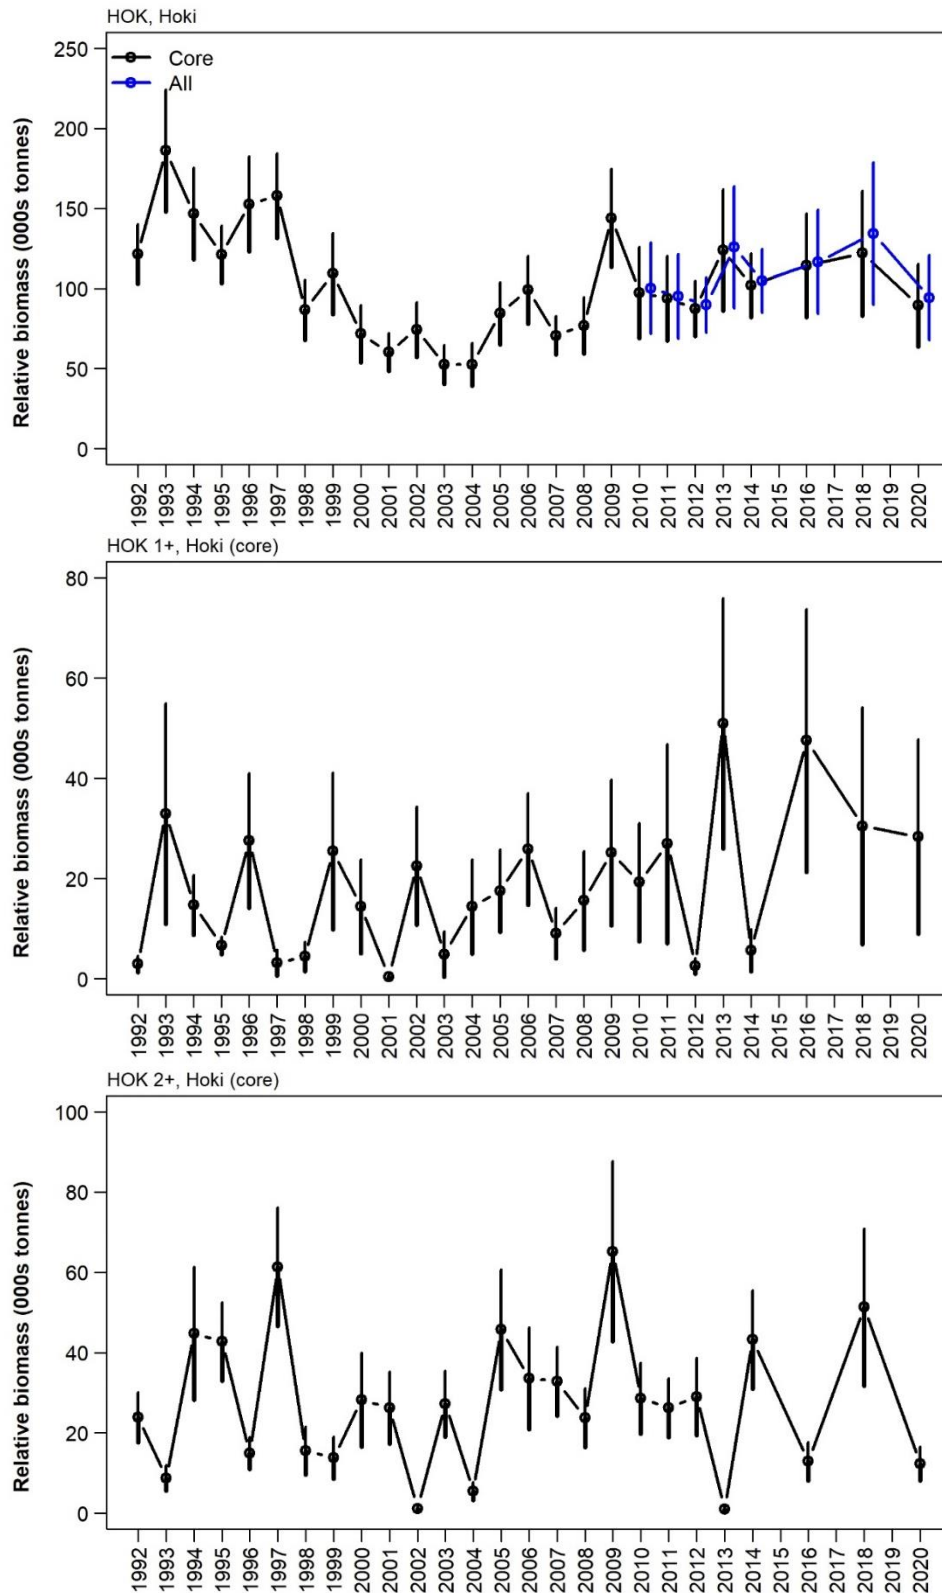 HOK, Hoki
Core
All
Relative biomass (000s tonnes)
250
200
150
100
50
0
1992 1993 1994 1995 1996 1997 1998 1999 2000 2001 2002 2003 2004 2005 2006 2007 2008 2009 2010 2011 2012 2013 2014 2015 2016 2017 2018 2019 2020
HOK 1+, Hoki (core)
Relative biomass (000s tonnes)
80
60
40
20
0
1992 1993 1994 1995 1996 1997 1998 1999 2000 2001 2002 2003 2004 2005 2006 2007 2008 2009 2010 2011 2012 2013 2014 2015 2016 2017 2018 2019 2020
HOK 2+, Hoki (core)
Relative biomass (000s tonnes)
100
80
60
40
20
0
1992 1993 1994 1995 1996 1997 1998 1999 2000 2001 2002 2003 2004 2005 2006 2007 2008 2009 2010 2011 2012 2013 2014 2015 2016 2017 2018 2019 2020